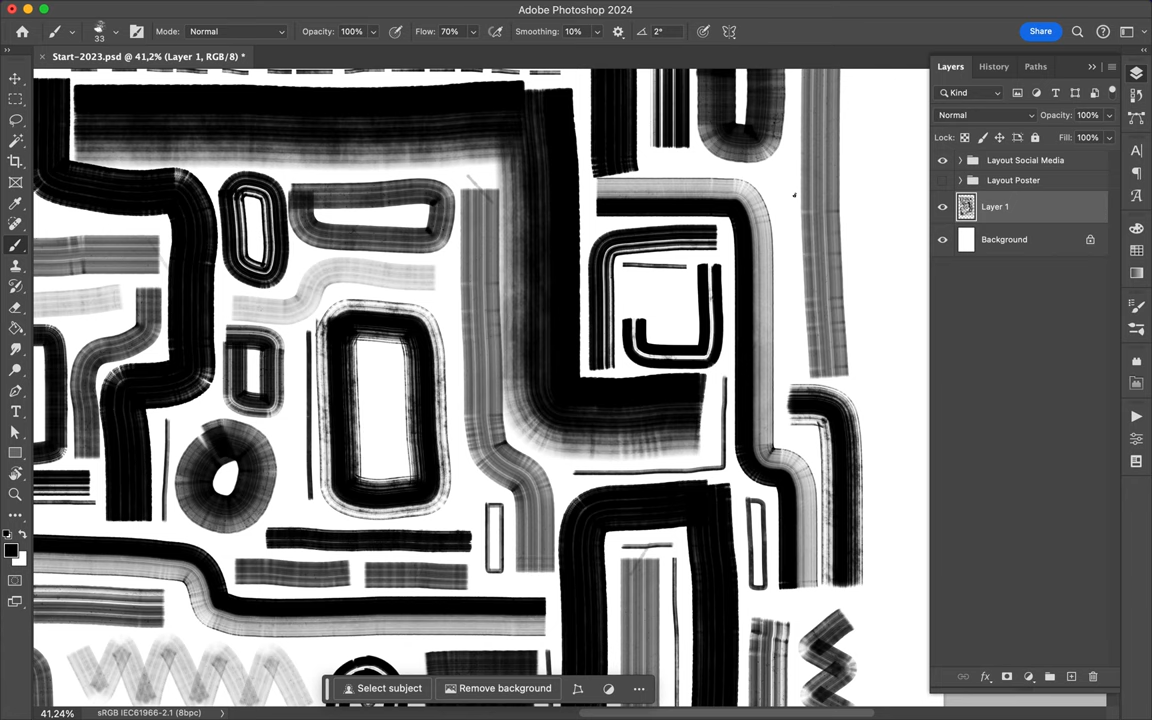 Adobe Photoshop 2024
33
Mode: Normal
Opacity: 100%
Flow: 70%
Smoothing: 10%
2°
Share
Start-2023.psd @ 41,2% (Layer 1, RGB/8) *
Layers
History
Paths
Kind
Normal
Opacity: 100%
Lock:
Fill: 100%
Layout Social Media
Layout Poster
Layer 1
Background
Select subject
Remove background
41,24%
sRGB IEC61966-2.1 (8bpc)